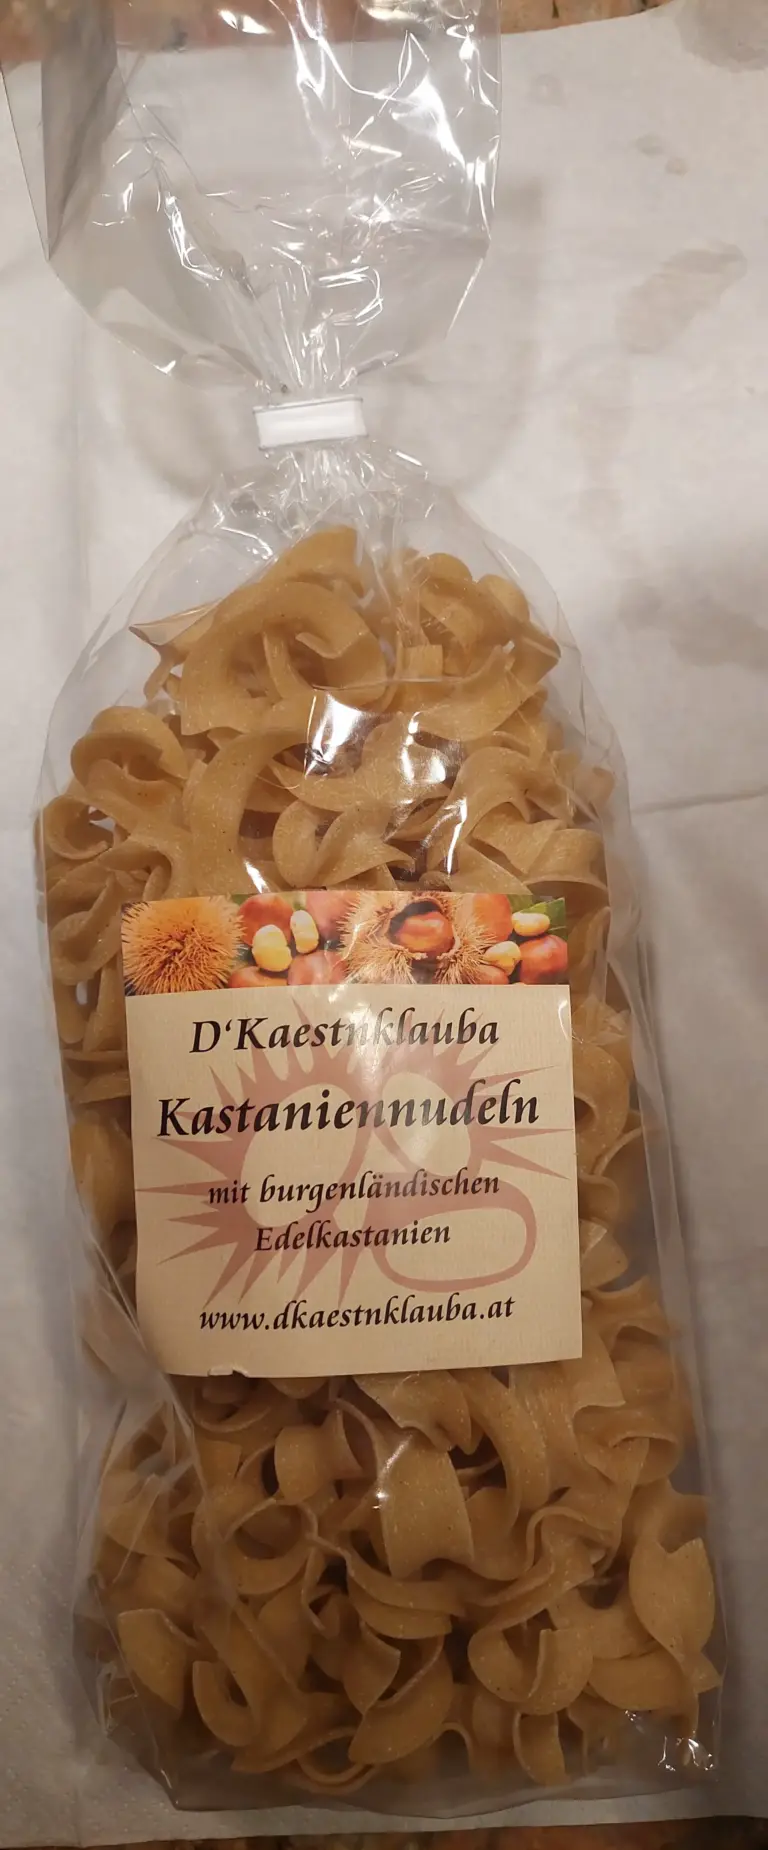 D'Kaestnklauba
Kastaniennudeln
mit burgenländischen
Edelkastanien
www.dkaestnklauba.at